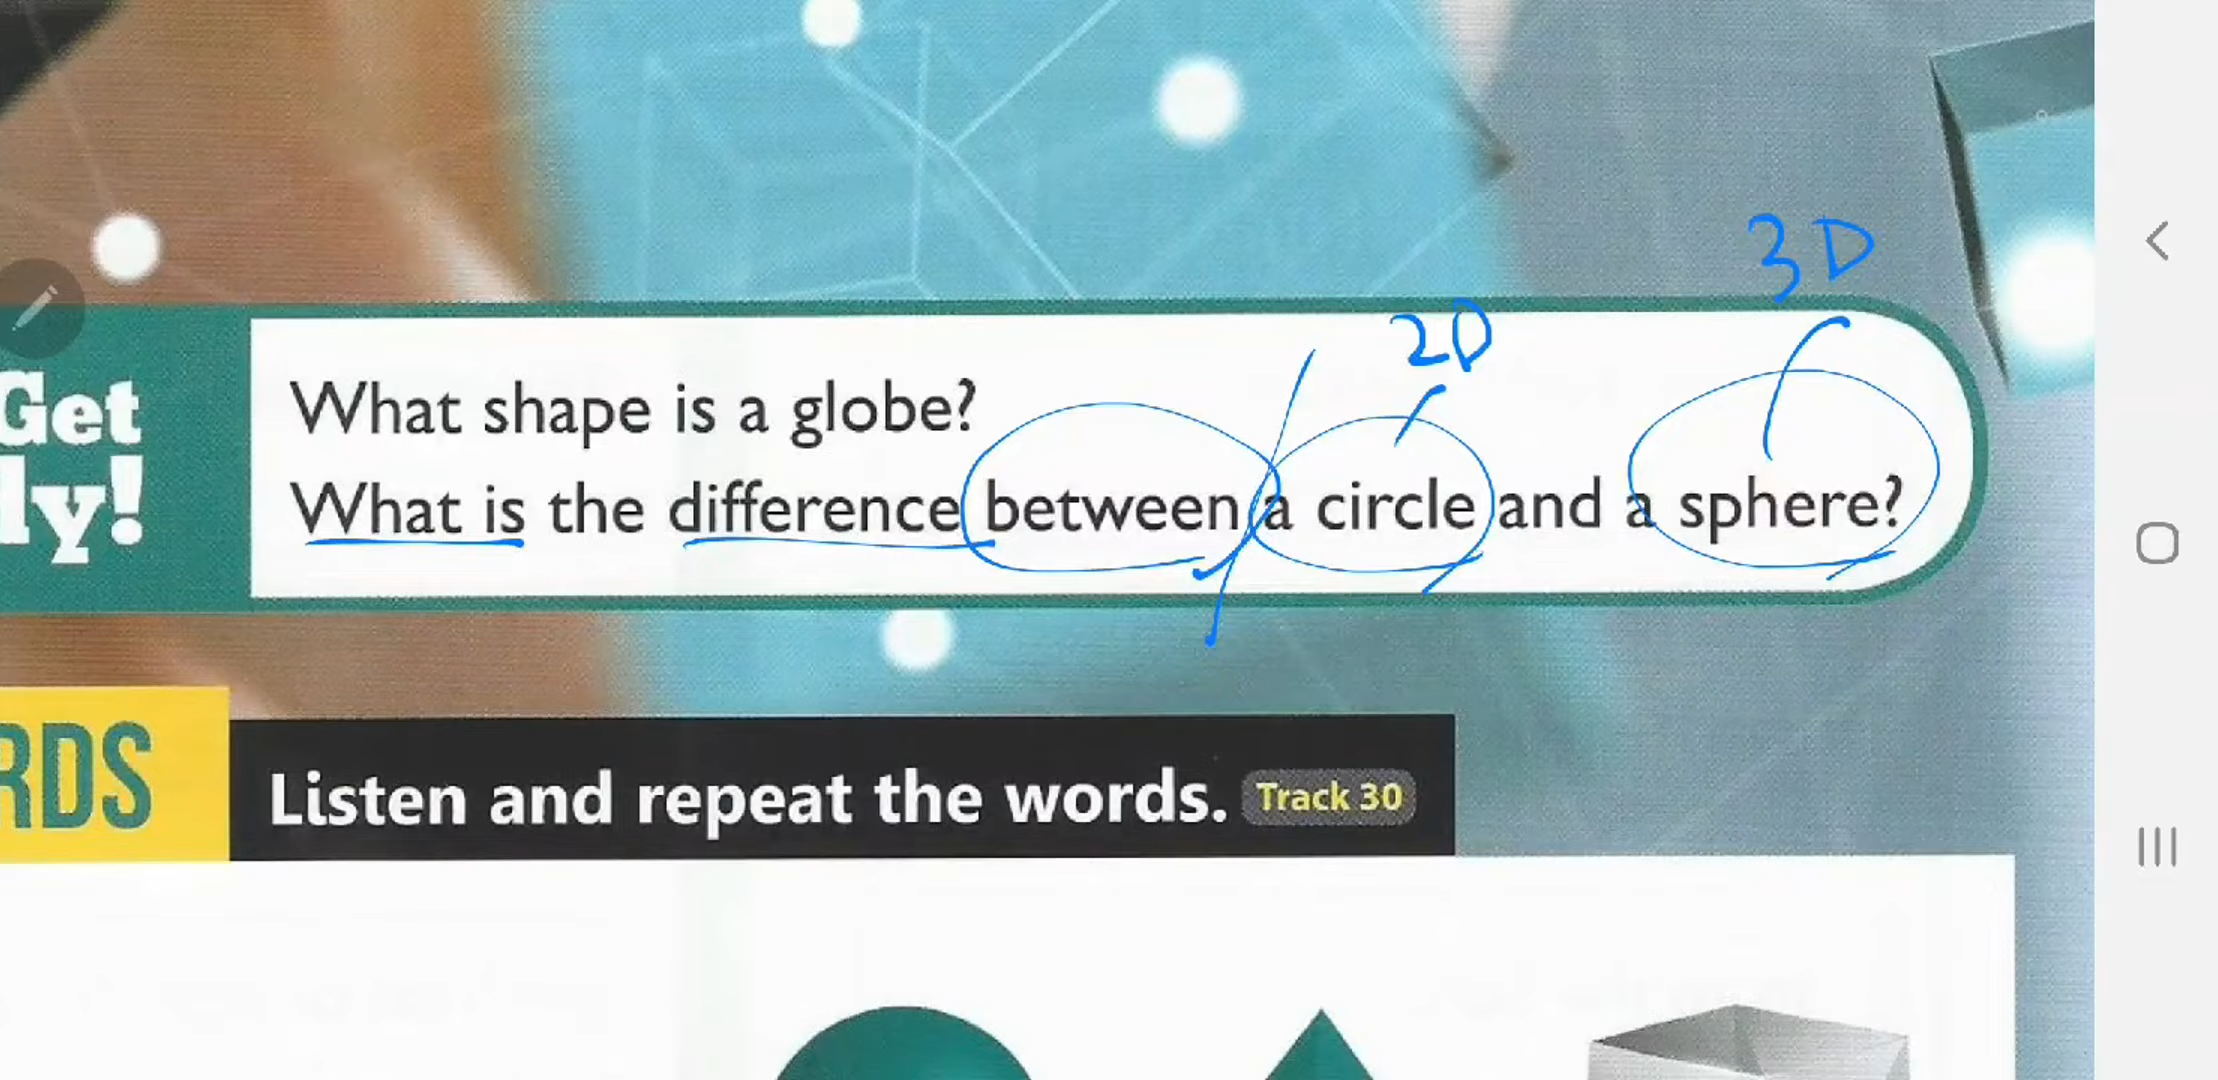 3D
2D
Get
ly!
What shape is a globe?
What is the difference between a circle and a sphere?
RDS
Listen and repeat the words. Track 30